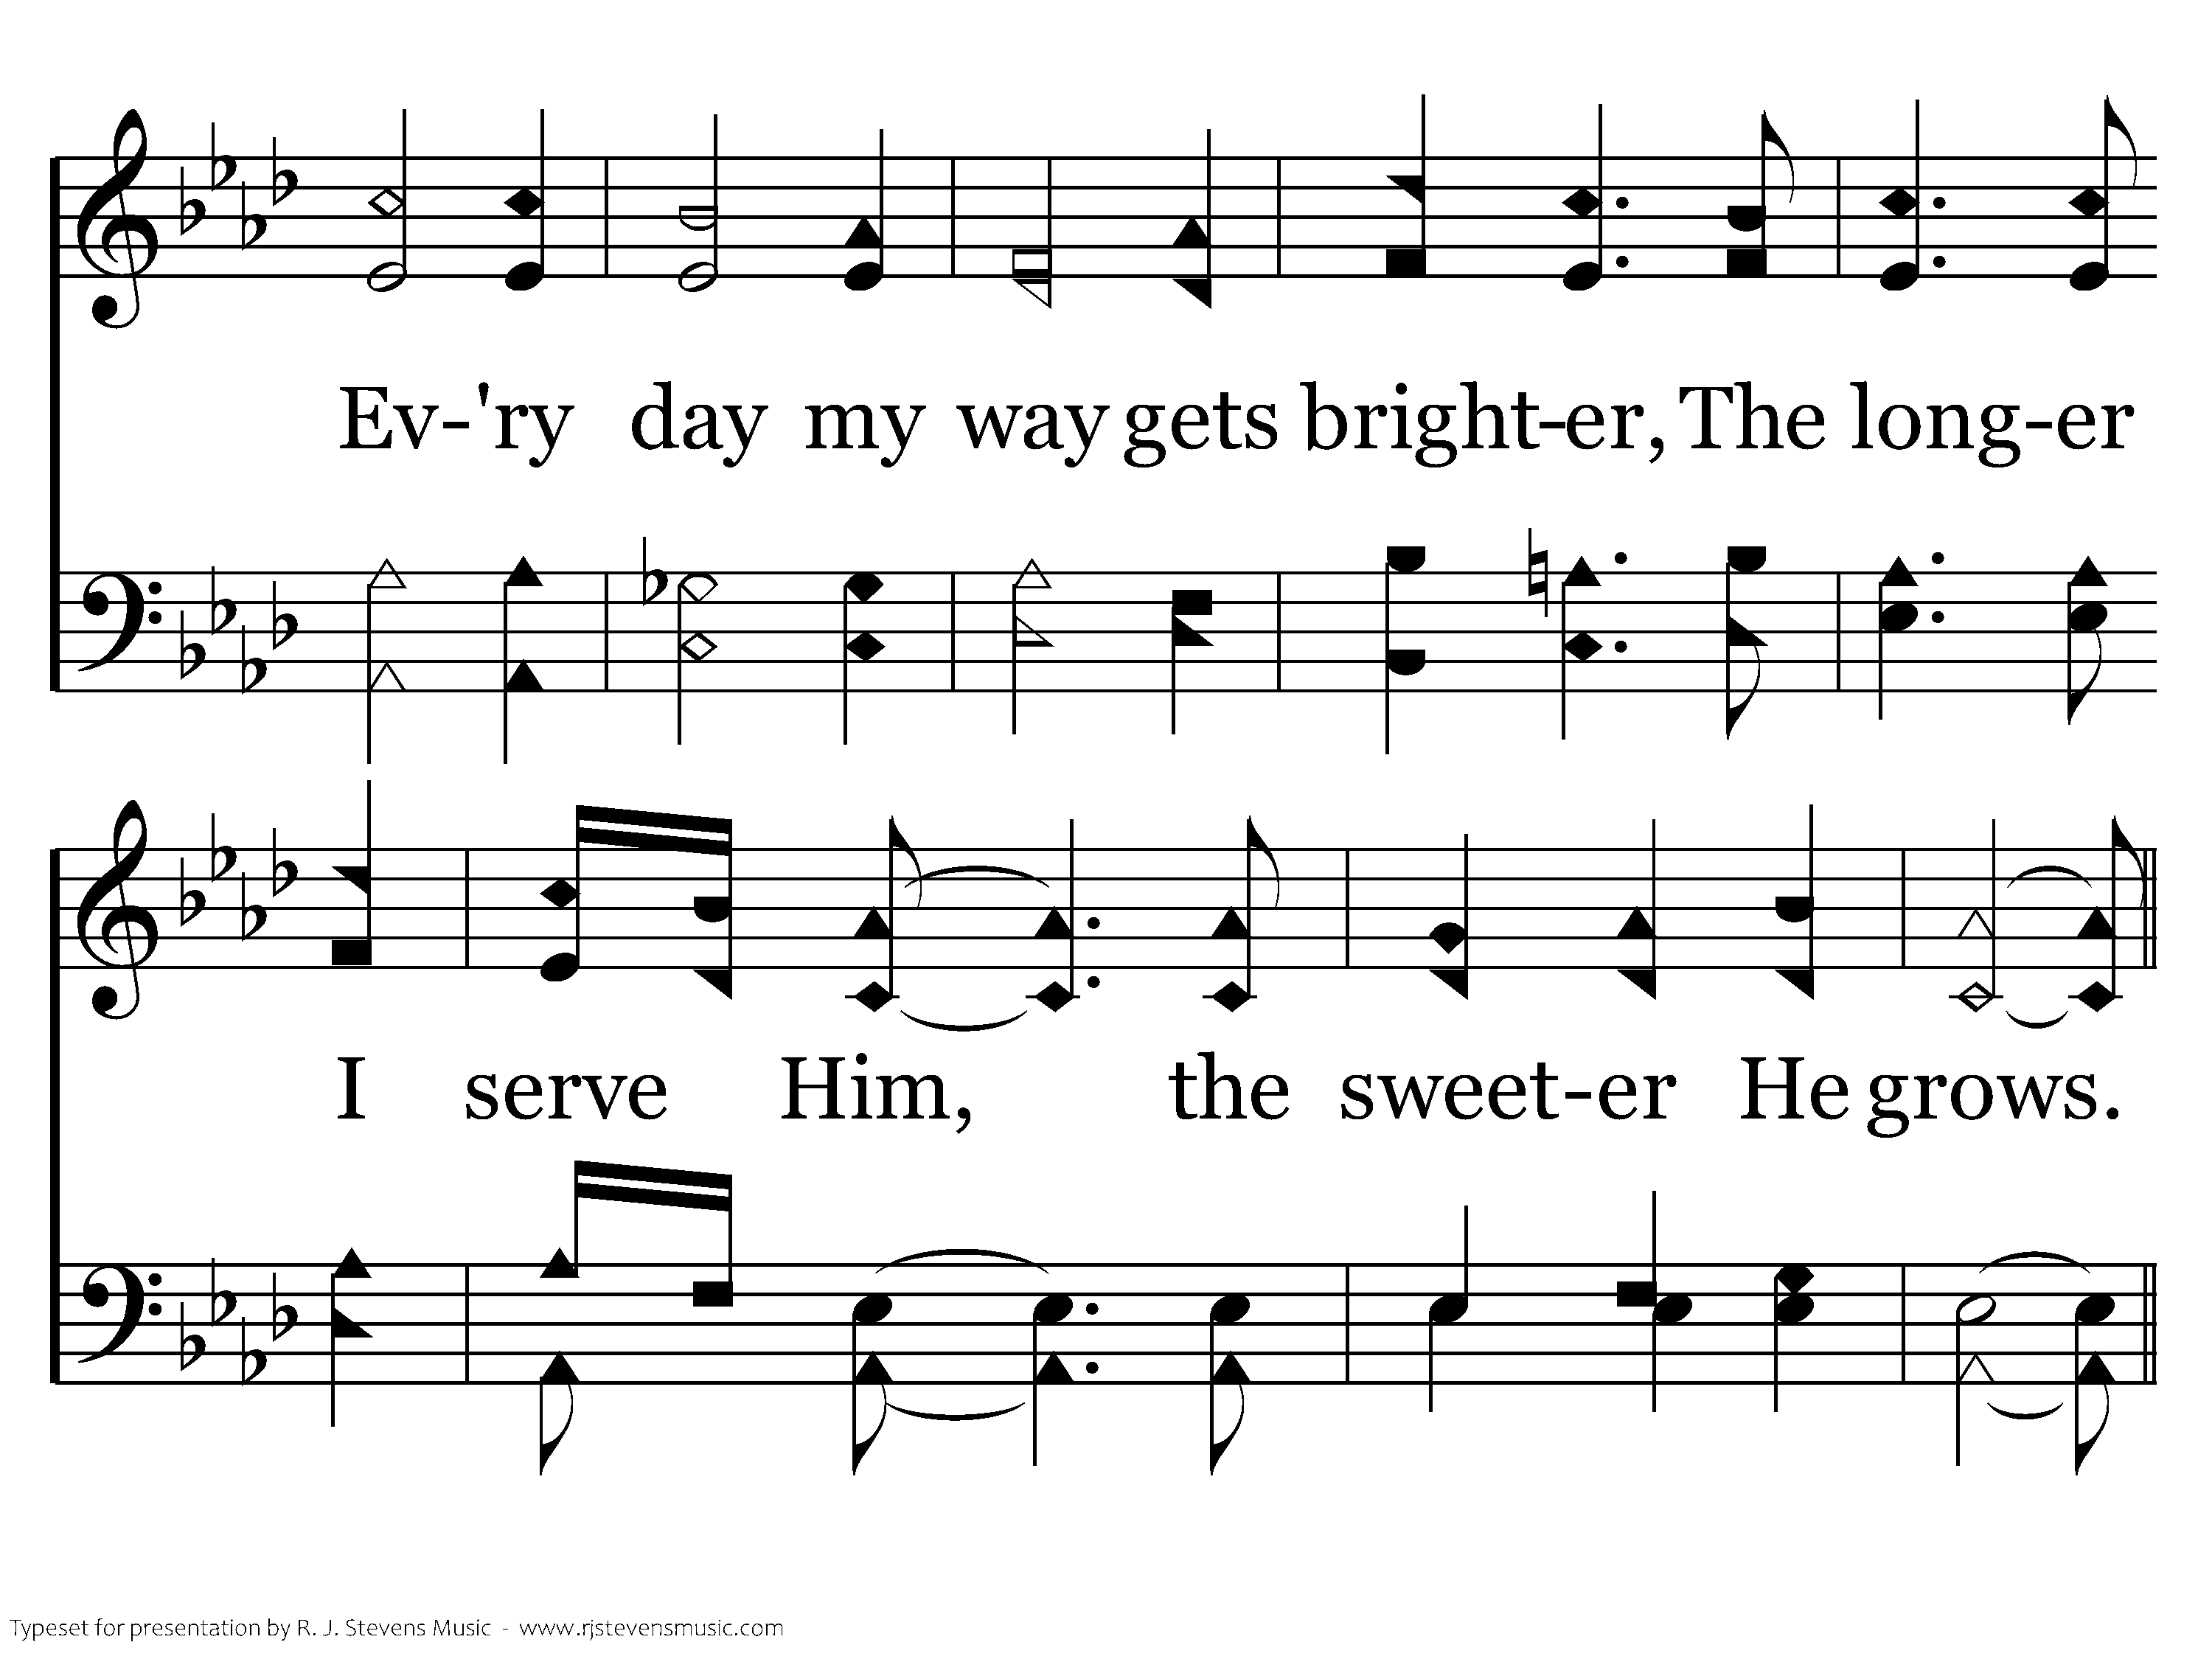 Ev-'ry day my way gets bright-er, The long-er
I serve Him, the sweet-er He grows.
Typeset for presentation by R. J. Stevens Music - www.rjstevensmusic.com